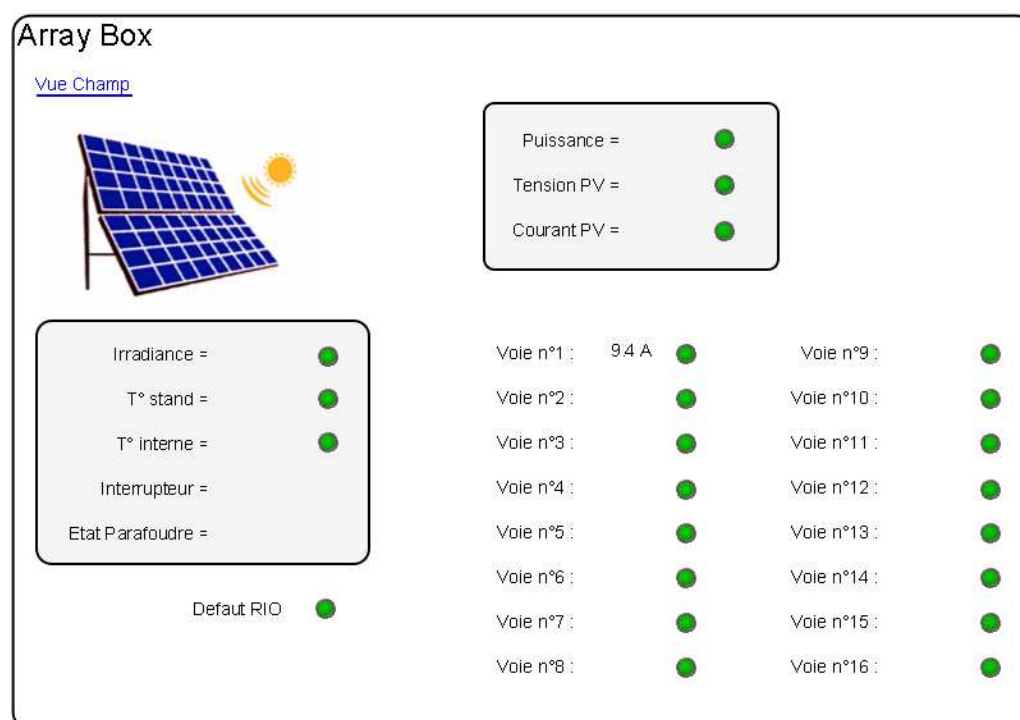 Array Box
Vue Champ
Puissance =
Tension PV =
Courant PV =
Irradiance =
T° stand =
T° interne =
Interrupteur =
Etat Parafoudre =
Defaut RIO
Voie n°1 : 9.4 A
Voie n°2 :
Voie n°3 :
Voie n°4 :
Voie n°5 :
Voie n°6 :
Voie n°7 :
Voie n°8 :
Voie n°9 :
Voie n°10 :
Voie n°11 :
Voie n°12 :
Voie n°13 :
Voie n°14 :
Voie n°15 :
Voie n°16 :